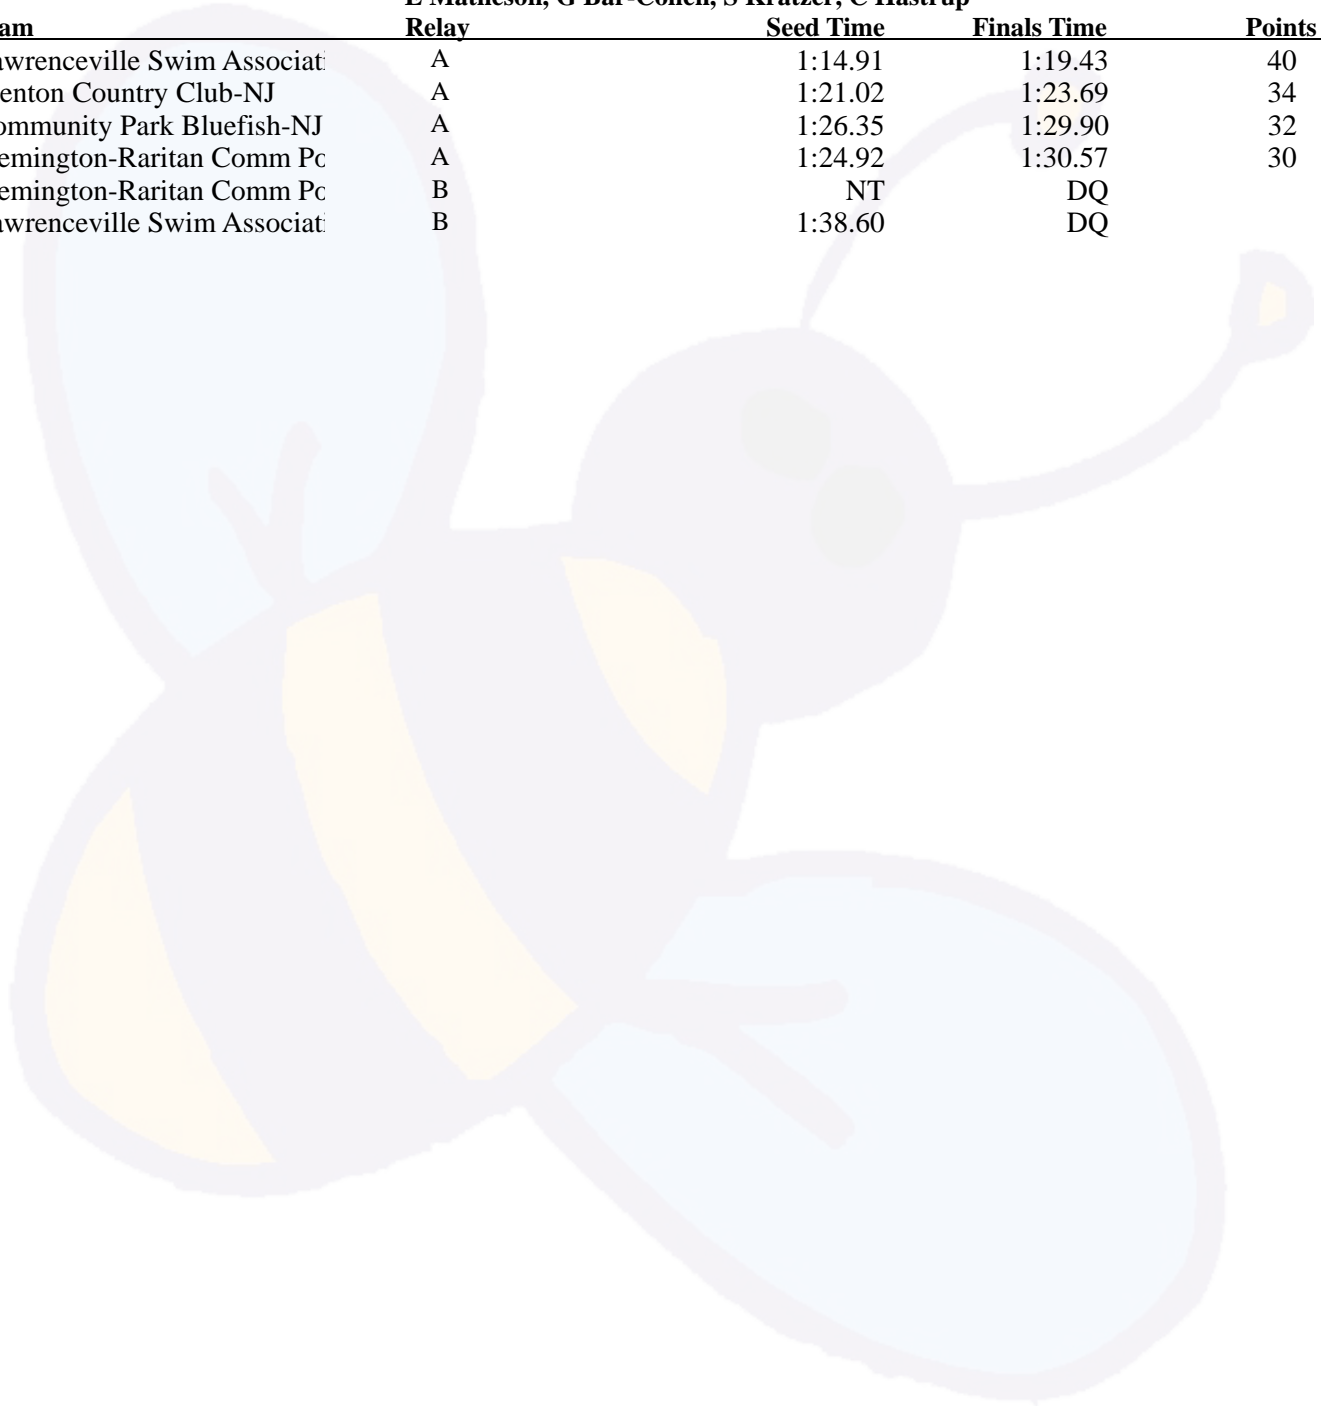 E Matheson, G Bar-Cohen, S Kratzer, C Hastrup
am Relay Seed Time Finals Time Points
awrenceville Swim Associati A 1:14.91 1:19.43 40
enton Country Club-NJ A 1:21.02 1:23.69 34
ommunity Park Bluefish-NJ A 1:26.35 1:29.90 32
emington-Raritan Comm Po A 1:24.92 1:30.57 30
emington-Raritan Comm Po B NT DQ
awrenceville Swim Associati B 1:38.60 DQ